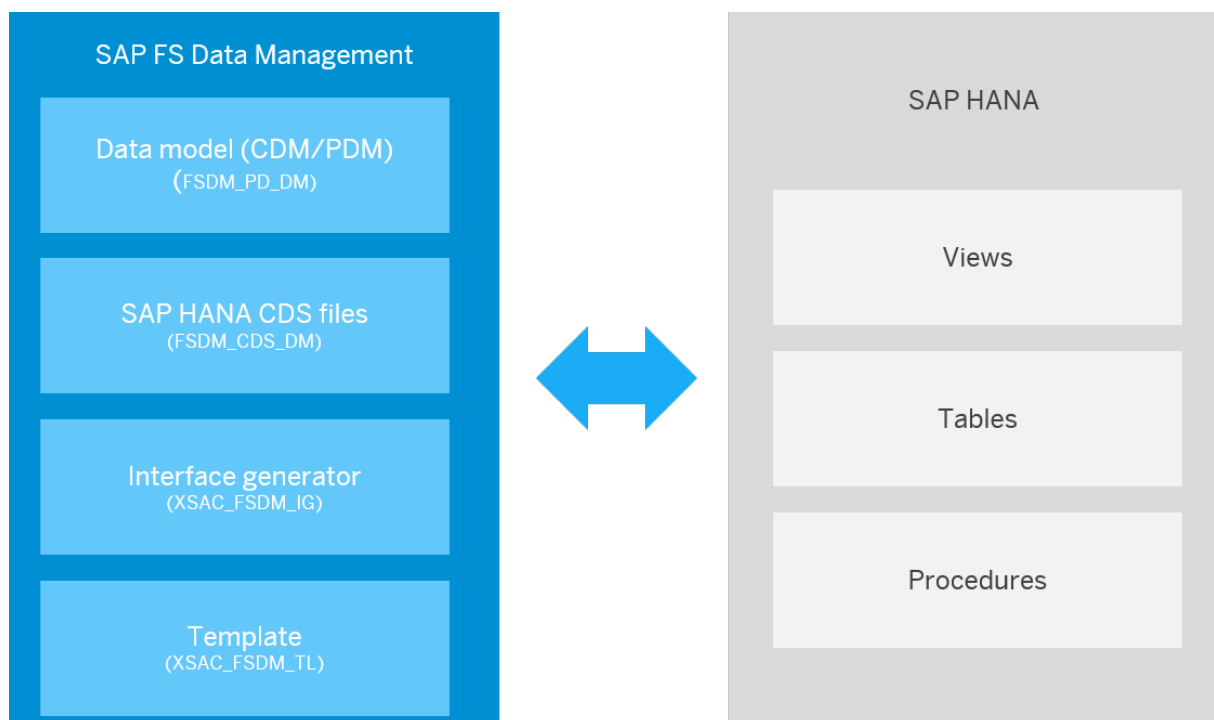 SAP FS Data Management
Data model (CDM/PDM)
(FSDM_PD_DM)
SAP HANA CDS files
(FSDM_CDS_DM)
Interface generator
(XSAC_FSDM_IG)
Template
(XSAC_FSDM_TL)
SAP HANA
Views
Tables
Procedures